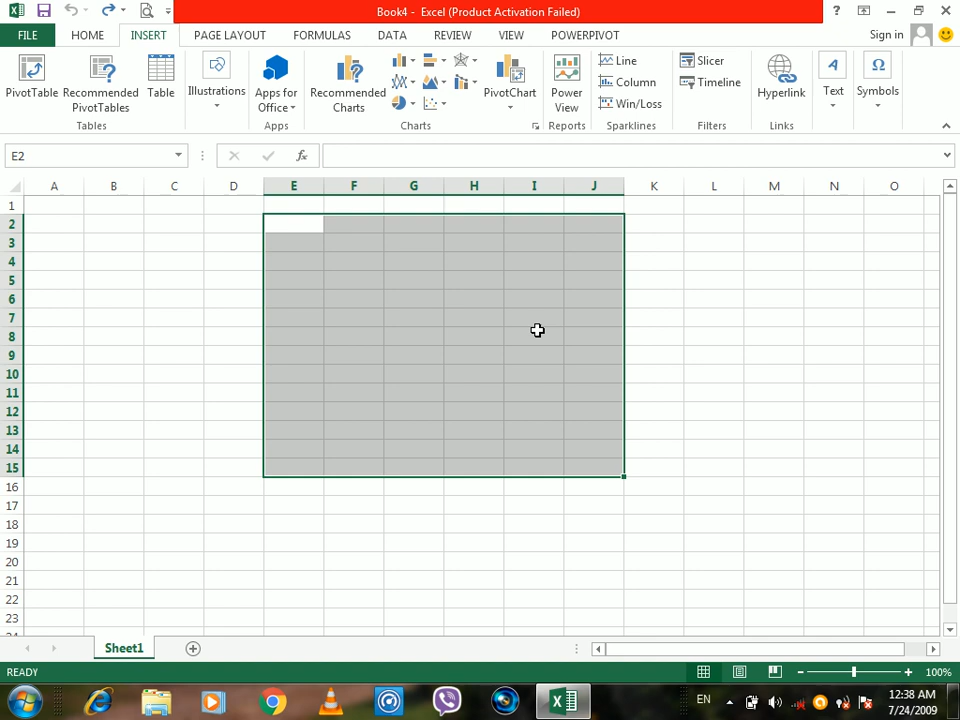 Book4 - Excel (Product Activation Failed)
?
FILE HOME INSERT PAGE LAYOUT FORMULAS DATA REVIEW VIEW POWERPIVOT Sign in
PivotTable Recommended PivotTables Table Illustrations Apps for Office Recommended Charts PivotChart Power View Line Column Win/Loss Slicer Timeline Hyperlink Text Symbols
Tables Apps Charts Reports Sparklines Filters Links
E2 fx
A B C D E F G H I J K L M N O
1
2
3
4
5
6
7
8
9
10
11
12
13
14
15
16
17
18
19
20
21
22
23
24
Sheet1
READY 100%
EN 12:38 AM
7/24/2009